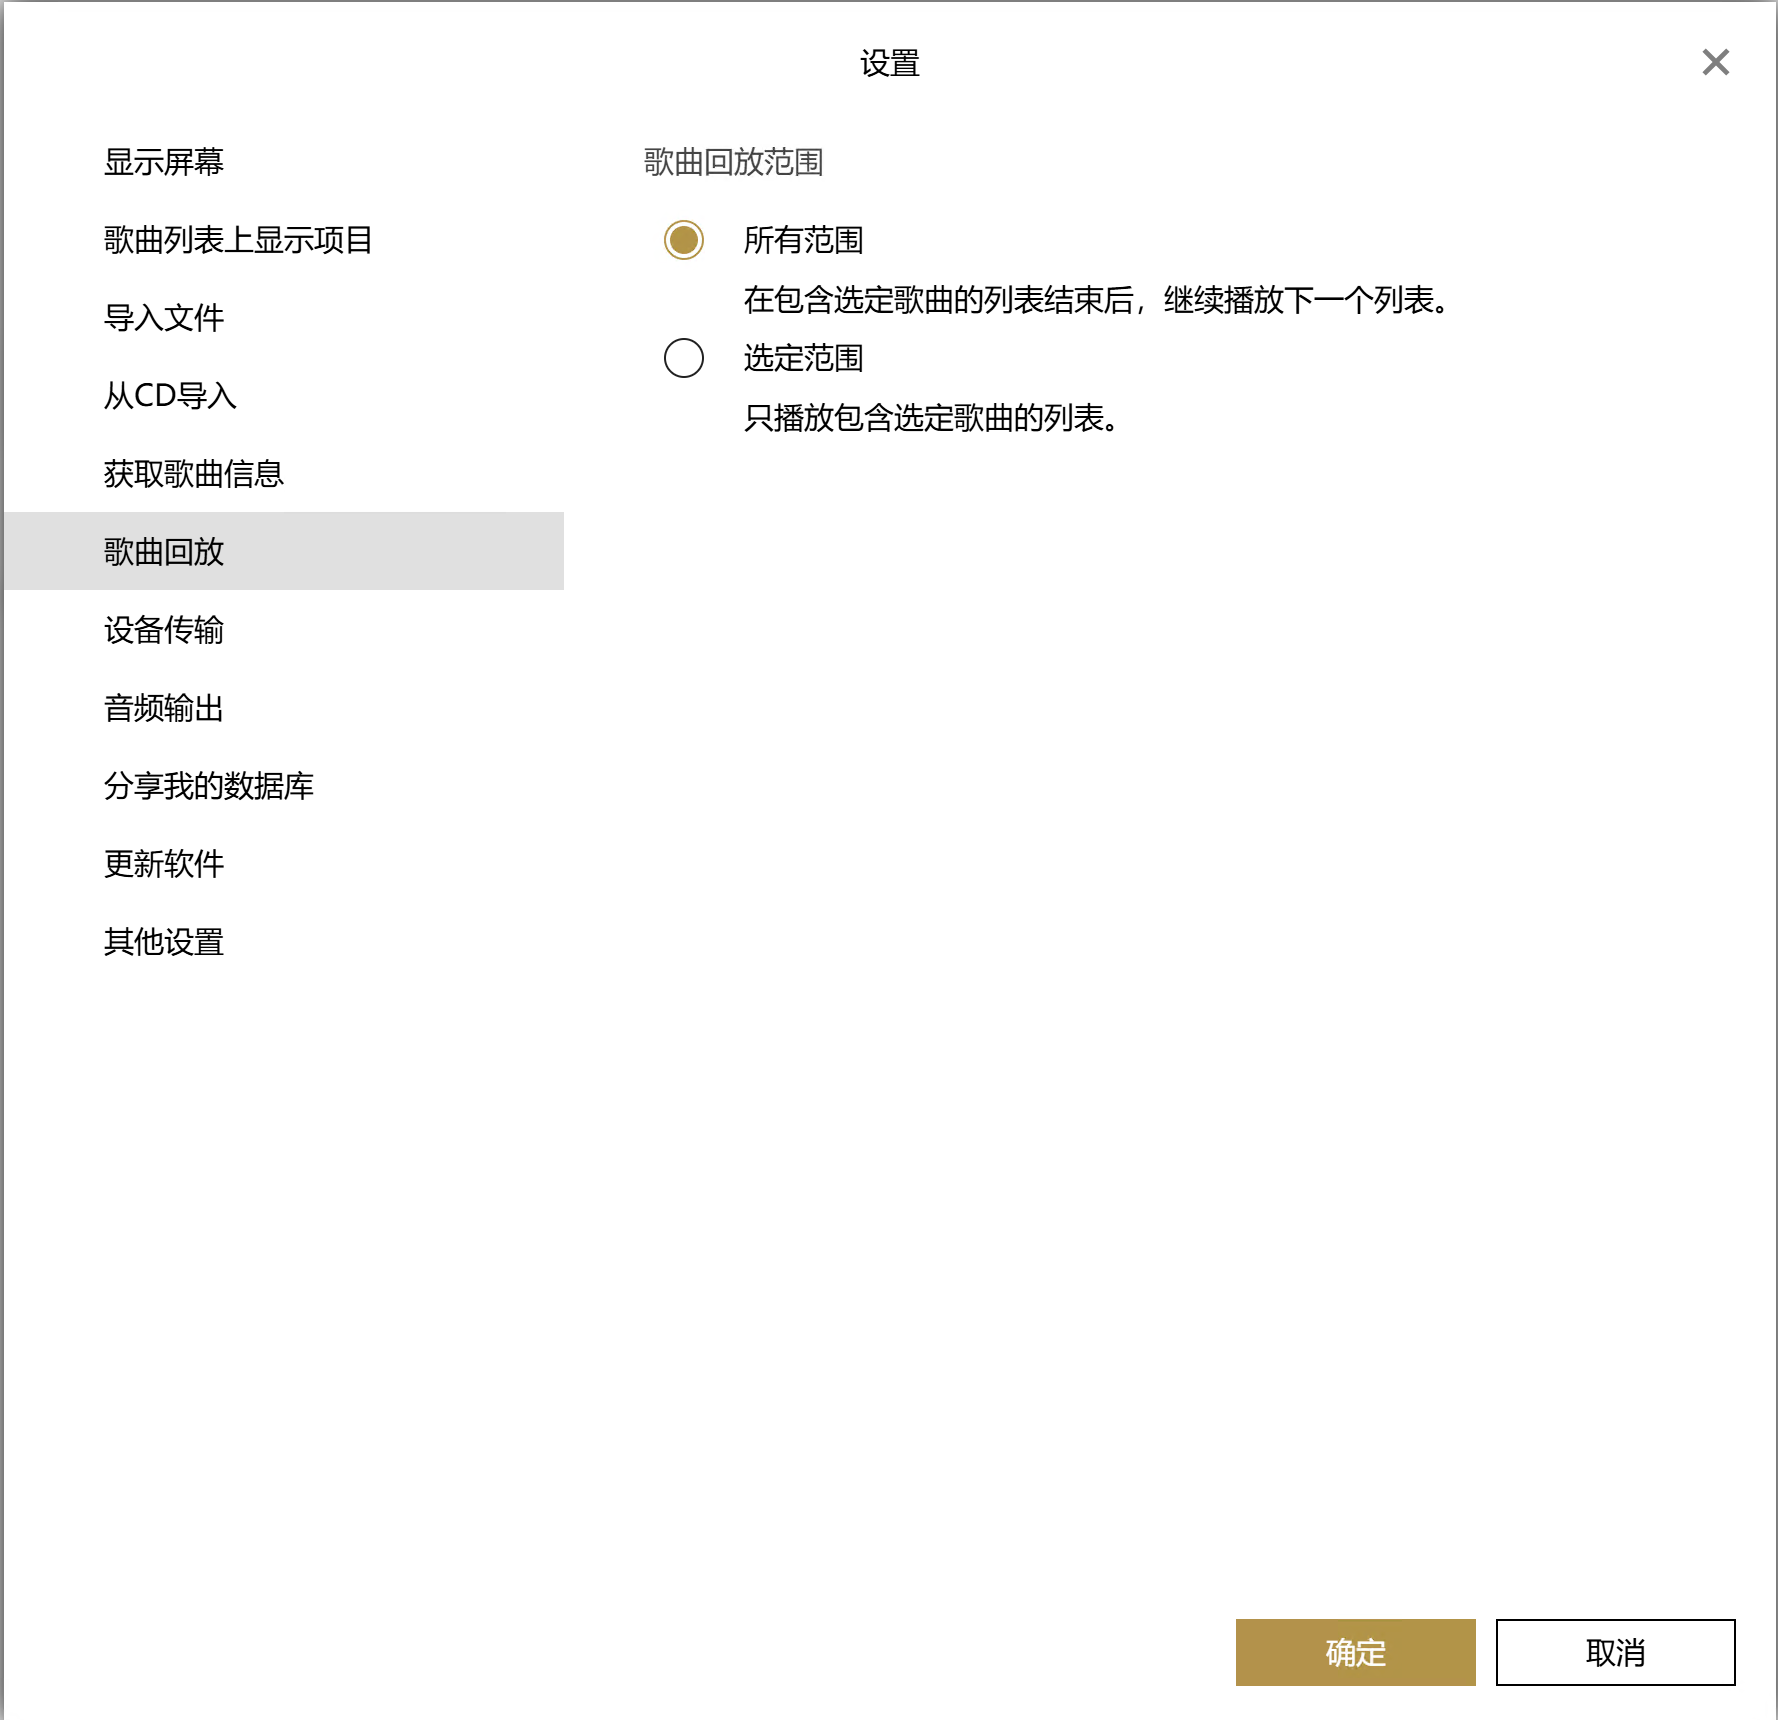 设置
显示屏幕
歌曲列表上显示项目
导入文件
从CD导入
获取歌曲信息
歌曲回放
设备传输
音频输出
分享我的数据库
更新软件
其他设置
歌曲回放范围
所有范围
在包含选定歌曲的列表结束后，继续播放下一个列表。
选定范围
只播放包含选定歌曲的列表。
确定
取消